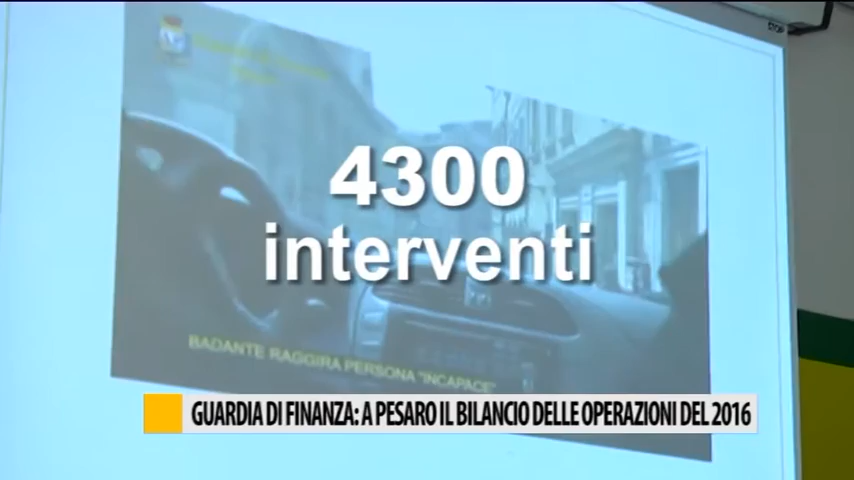 4300
interventi
BADANTE RAGGIRA PERSONA "INCAPACE"
GUARDIA DI FINANZA: A PESARO IL BILANCIO DELLE OPERAZIONI DEL 2016